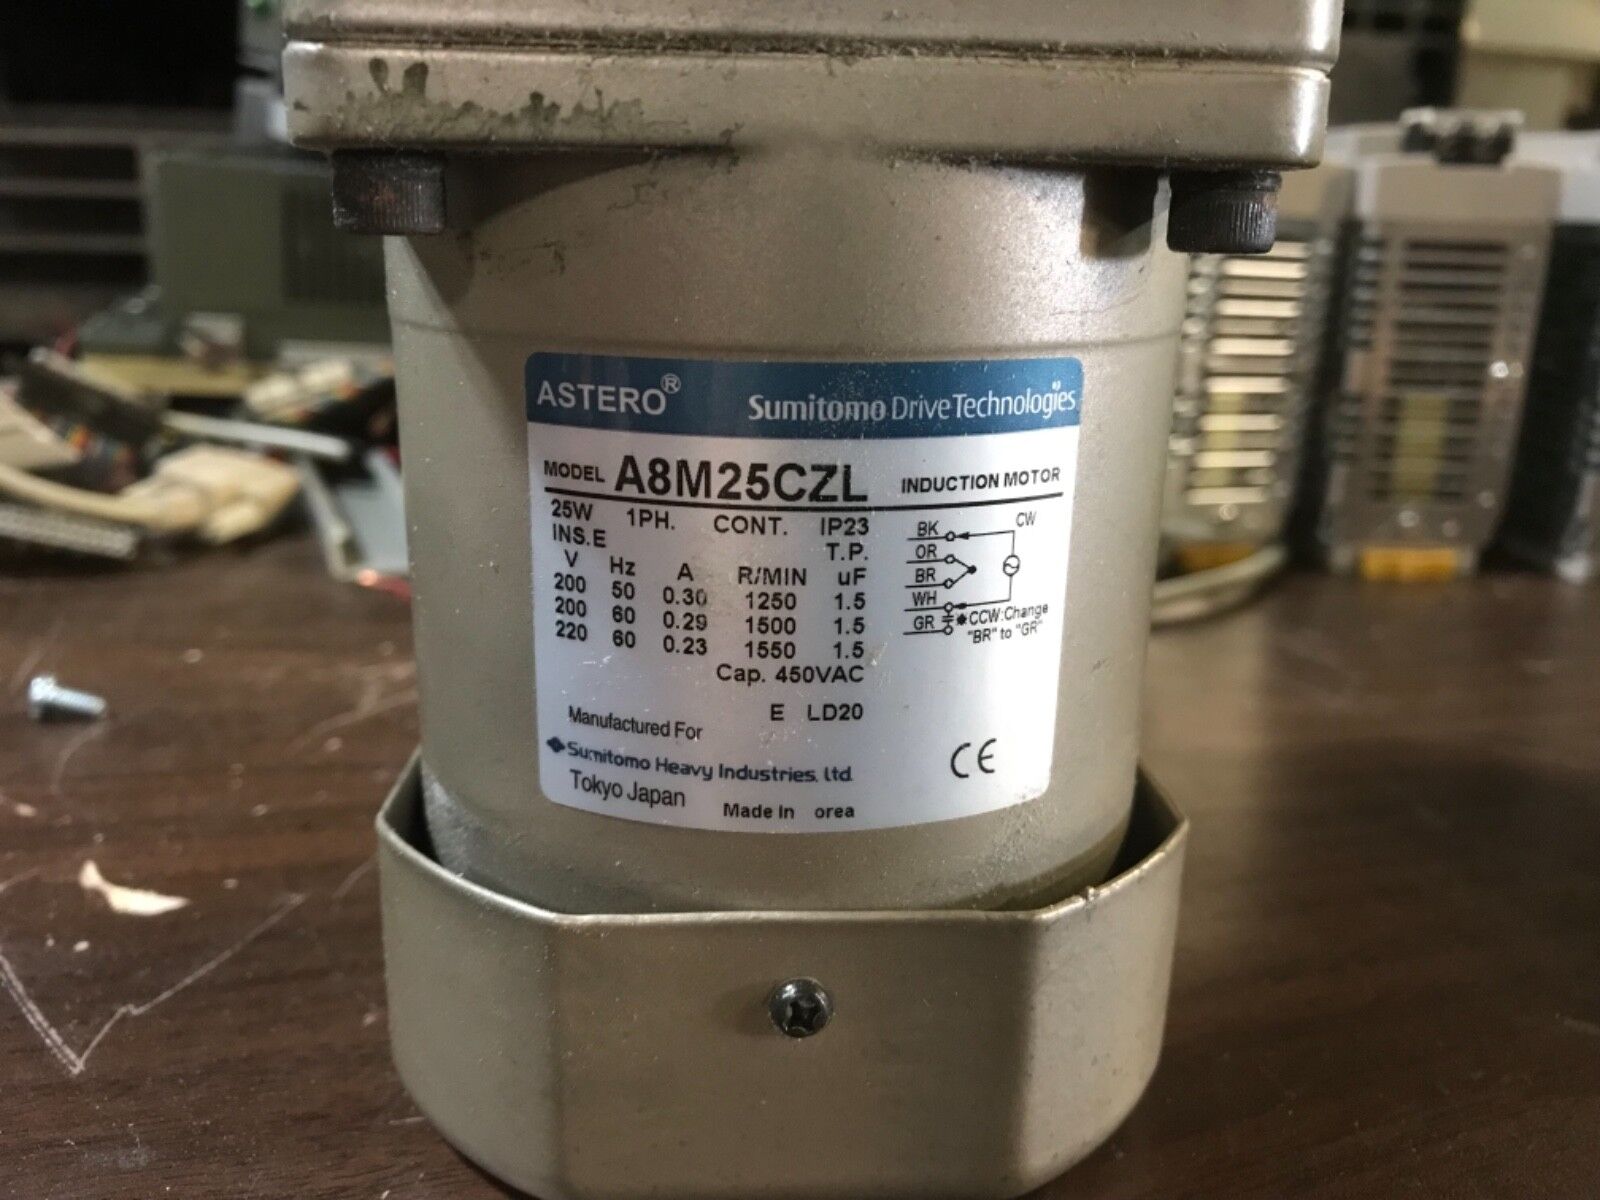 ASTERO® Sumitomo Drive Technologies
MODEL A8M25CZL INDUCTION MOTOR
25W 1PH. CONT. IP23
INS.E T.P.
V Hz A R/MIN uF
200 50 0.30 1250 1.5
200 60 0.29 1500 1.5
220 60 0.23 1550 1.5
Cap. 450VAC
BK CW
OR
BR
WH
GR ✱CCW:Change
"BR" to "GR"
E LD20
Manufactured For
Sumitomo Heavy Industries, Ltd.
Tokyo Japan
Made in orea
CE